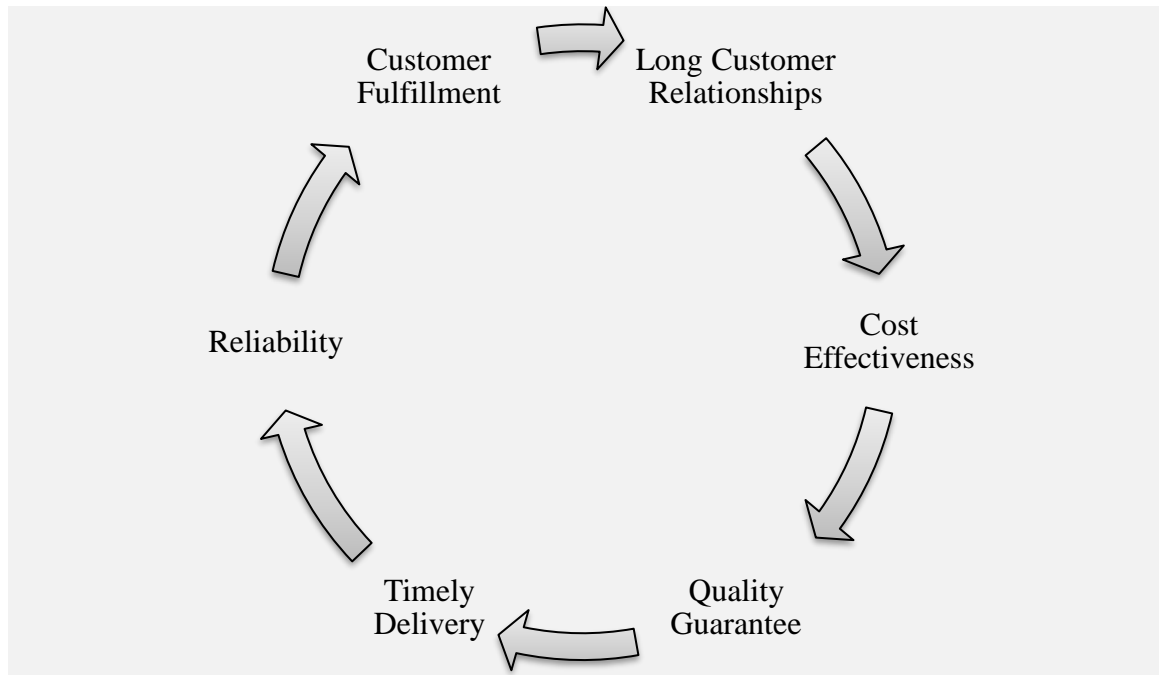 Customer
Fulfillment
Long Customer
Relationships
Cost
Effectiveness
Quality
Guarantee
Timely
Delivery
Reliability